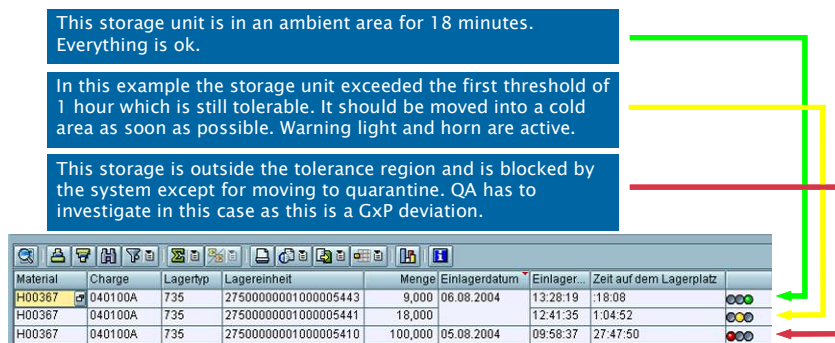 This storage unit is in an ambient area for 18 minutes.
Everything is ok.
In this example the storage unit exceeded the first threshold of
1 hour which is still tolerable. It should be moved into a cold
area as soon as possible. Warning light and horn are active.
This storage is outside the tolerance region and is blocked by
the system except for moving to quarantine. QA has to
investigate in this case as this is a GxP deviation.
Material Charge Lagertyp Lagereinheit Menge Einlagerdatum Einlager... Zeit auf dem Lagerplatz
H00367 040100A 735 27500000001000005443 9,000 06.08.2004 13:28:19 :18:08
H00367 040100A 735 27500000001000005441 18,000 12:41:35 1:04:52
H00367 040100A 735 27500000001000005410 100,000 05.08.2004 09:58:37 27:47:50